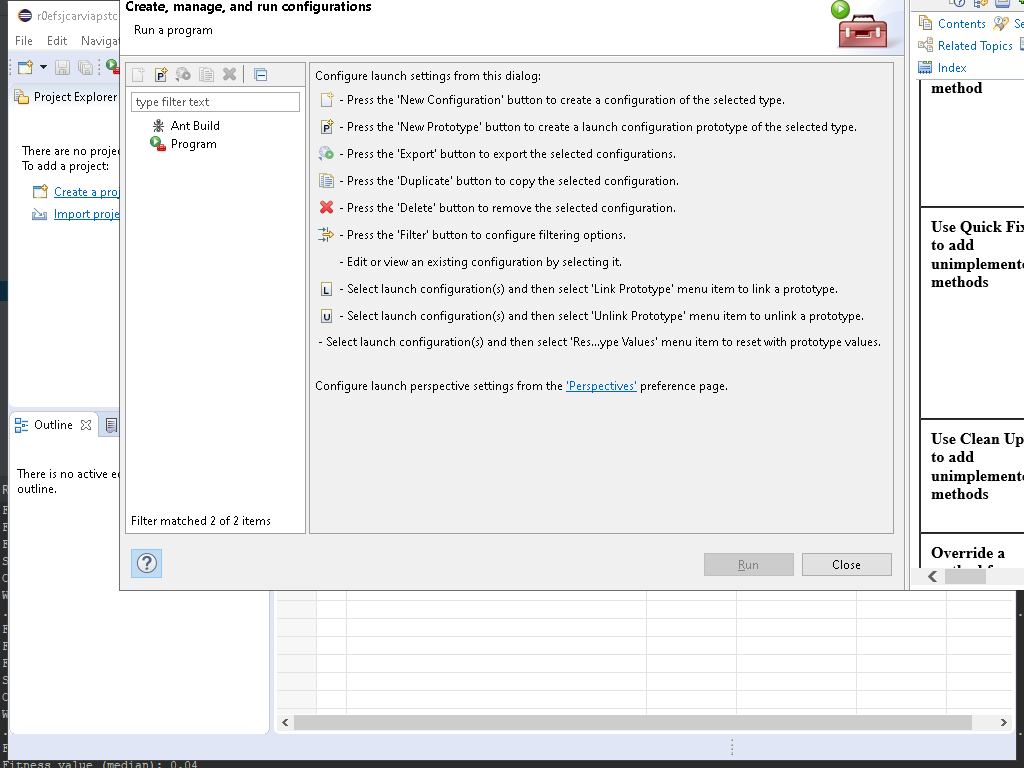 Create, manage, and run configurations
Run a program
r0efsjcarviapstc
File Edit Naviga
Project Explorer
There are no projec
To add a project:
Create a proj
Import proje
type filter text
Ant Build
Program
Filter matched 2 of 2 items
Configure launch settings from this dialog:
- Press the 'New Configuration' button to create a configuration of the selected type.
P - Press the 'New Prototype' button to create a launch configuration prototype of the selected type.
- Press the 'Export' button to export the selected configurations.
- Press the 'Duplicate' button to copy the selected configuration.
- Press the 'Delete' button to remove the selected configuration.
- Press the 'Filter' button to configure filtering options.
- Edit or view an existing configuration by selecting it.
L - Select launch configuration(s) and then select 'Link Prototype' menu item to link a prototype.
U - Select launch configuration(s) and then select 'Unlink Prototype' menu item to unlink a prototype.
- Select launch configuration(s) and then select 'Res...ype Values' menu item to reset with prototype values.
Configure launch perspective settings from the 'Perspectives' preference page.
? Run Close
Outline
There is no active e
outline.
Contents Se
Related Topics
Index
method
Use Quick Fix
to add
unimplemente
methods
Use Clean Up
to add
unimplemente
methods
Override a
Fitness value (median): 0.04